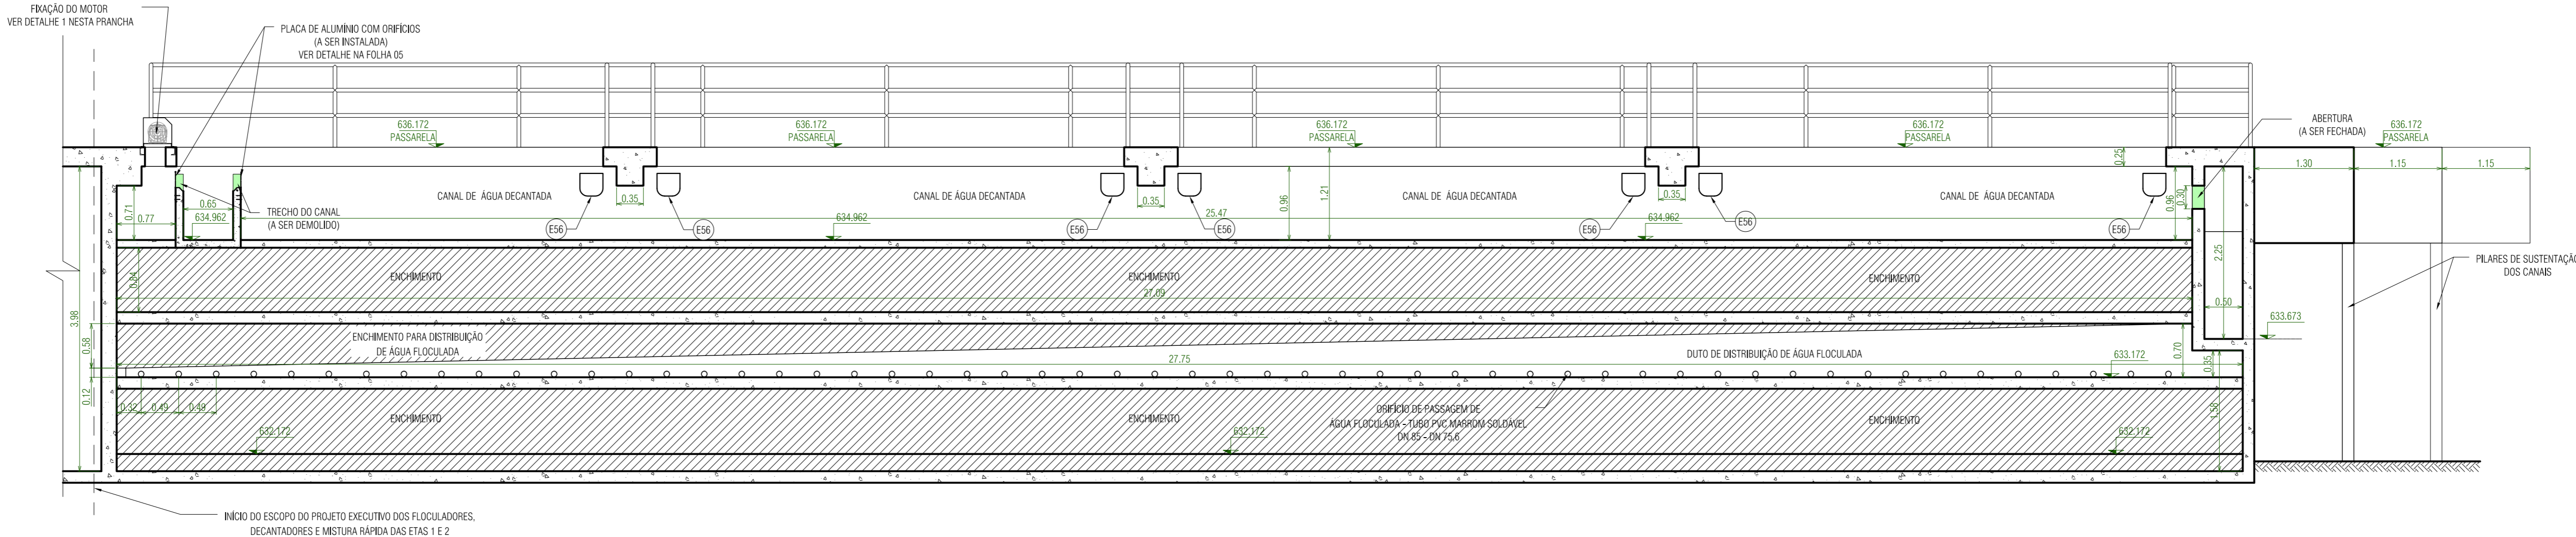 FIXAÇÃO DO MOTOR
VER DETALHE 1 NESTA PRANCHA
PLACA DE ALUMÍNIO COM ORIFÍCIOS
(A SER INSTALADA)
VER DETALHE NA FOLHA 05
636.172
PASSARELA
636.172
PASSARELA
636.172
PASSARELA
636.172
PASSARELA
ABERTURA
(A SER FECHADA)
636.172
PASSARELA
0.25
1.30
1.15
1.15
CANAL DE ÁGUA DECANTADA
CANAL DE ÁGUA DECANTADA
CANAL DE ÁGUA DECANTADA
CANAL DE ÁGUA DECANTADA
0.35
0.35
0.35
0.96
1.21
0.96
0.30
0.71
0.77
0.65
634.962
TRECHO DO CANAL
(A SER DEMOLIDO)
25.47
634.962
634.962
E56
E56
E56
E56
E56
E56
E56
2.25
PILARES DE SUSTENTAÇÃO
DOS CANAIS
0.84
ENCHIMENTO
ENCHIMENTO
ENCHIMENTO
27.09
0.50
3.98
633.673
0.58
ENCHIMENTO PARA DISTRIBUIÇÃO
DE ÁGUA FLOCULADA
27.75
DUTO DE DISTRIBUIÇÃO DE ÁGUA FLOCULADA
633.172
0.70
0.35
0.12
0.32
0.49
0.49
ENCHIMENTO
ENCHIMENTO
ENCHIMENTO
ORIFÍCIO DE PASSAGEM DE
ÁGUA FLOCULADA - TUBO PVC MARROM SOLDÁVEL
DN 85 - DN 75.6
1.58
632.172
632.172
632.172
INÍCIO DO ESCOPO DO PROJETO EXECUTIVO DOS FLOCULADORES,
DECANTADORES E MISTURA RÁPIDA DAS ETAS 1 E 2